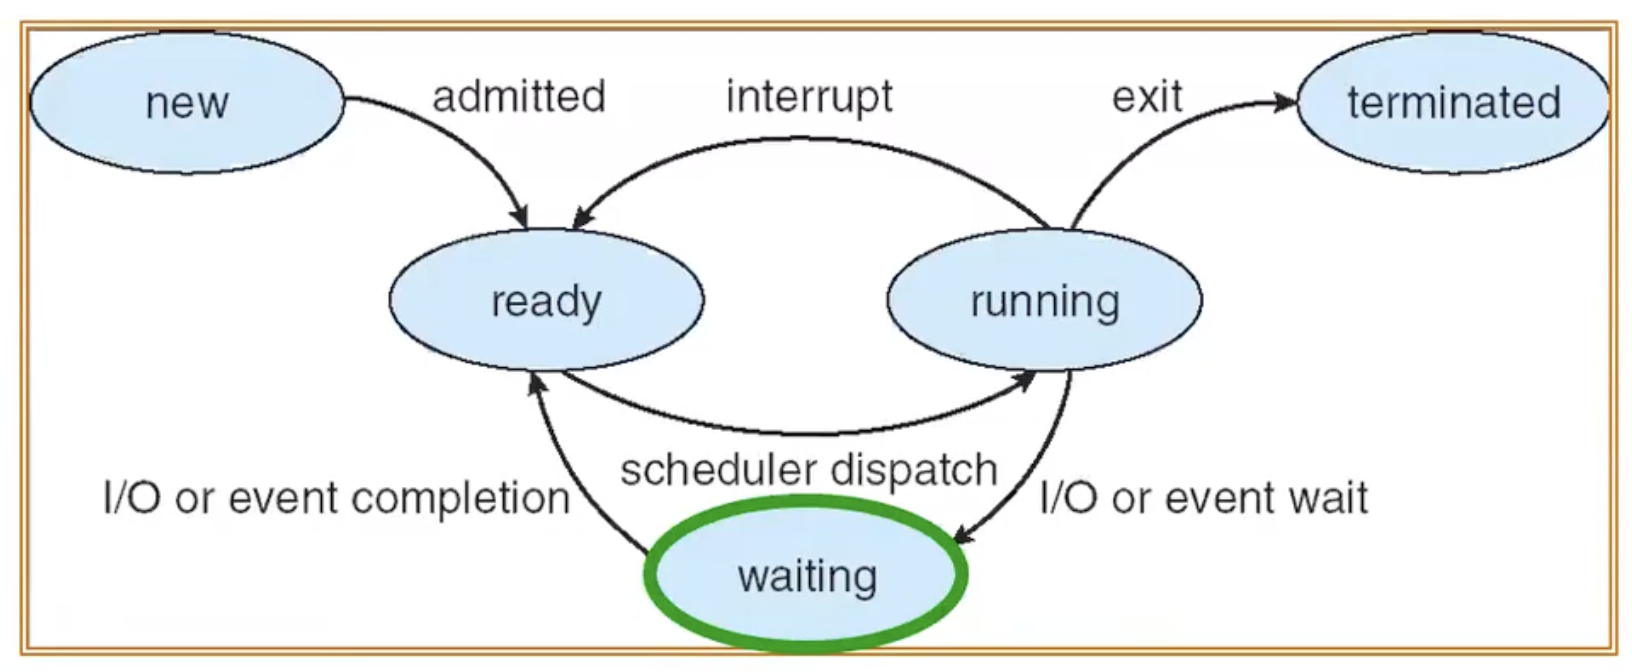 new
admitted
interrupt
exit
terminated
ready
running
scheduler dispatch
I/O or event completion
I/O or event wait
waiting